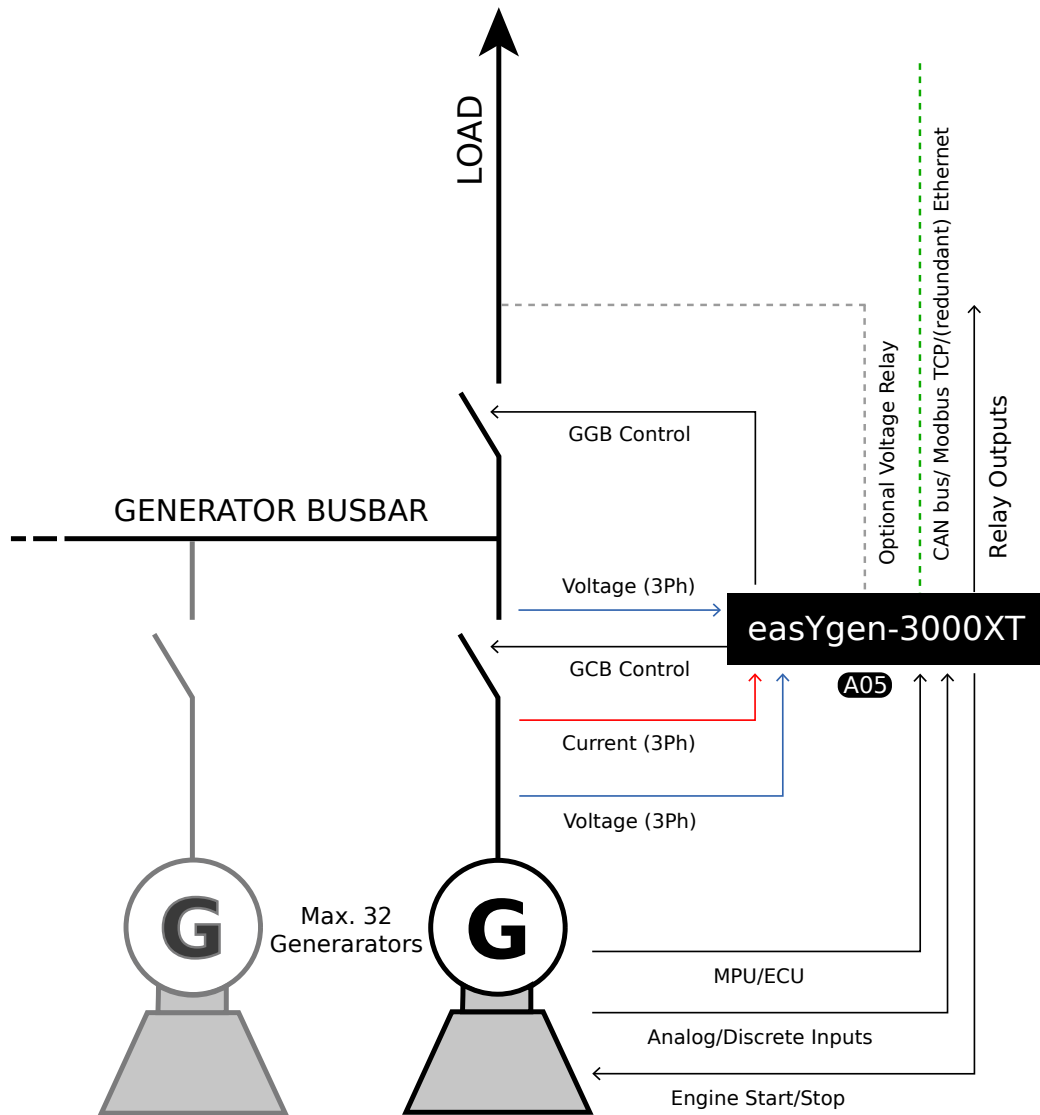 LOAD
CAN bus/ Modbus TCP/(redundant) Ethernet
Optional Voltage Relay
Relay Outputs
GGB Control
GENERATOR BUSBAR
Voltage (3Ph)
easYgen-3000XT
GCB Control
A05
Current (3Ph)
Voltage (3Ph)
G
Max. 32
Generarators
G
MPU/ECU
Analog/Discrete Inputs
Engine Start/Stop